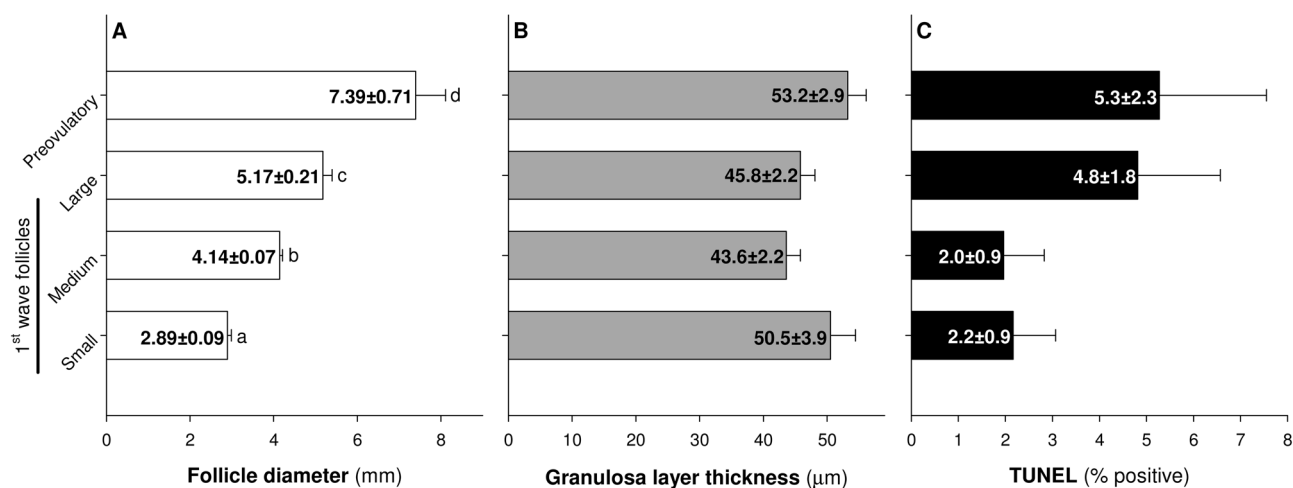 A
B
C
Preovulatory
7.39±0.71
d
53.2±2.9
5.3±2.3
Large
5.17±0.21
c
45.8±2.2
4.8±1.8
Medium
4.14±0.07
b
43.6±2.2
2.0±0.9
Small
2.89±0.09
a
50.5±3.9
2.2±0.9
1st wave follicles
0 2 4 6 8
0 10 20 30 40 50
0 1 2 3 4 5 6 7 8
Follicle diameter (mm)
Granulosa layer thickness (μm)
TUNEL (% positive)